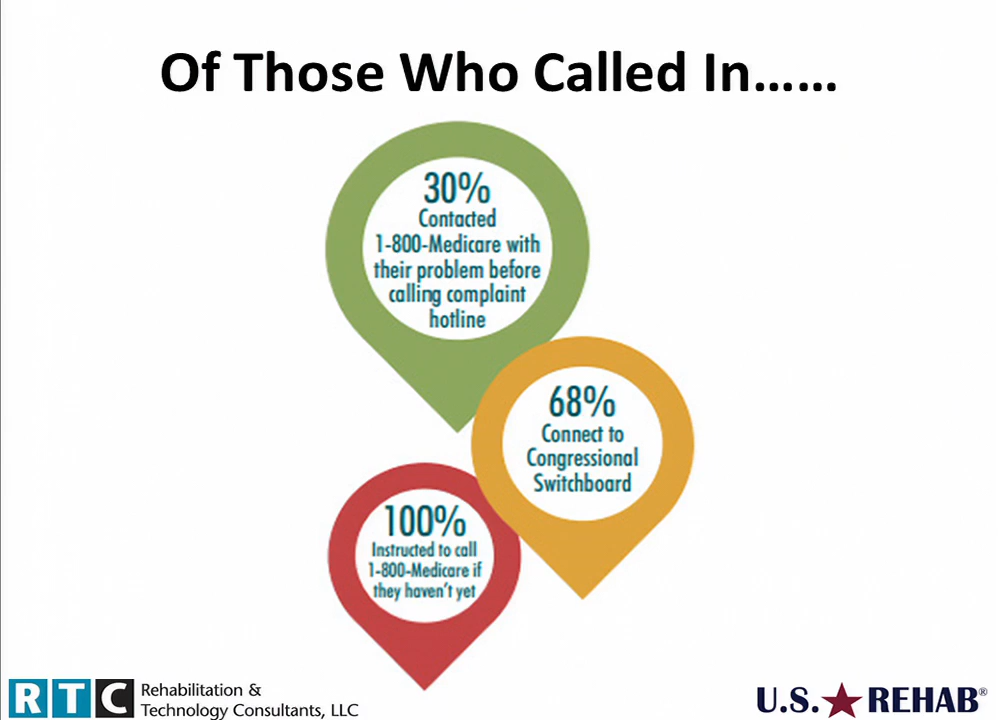 Of Those Who Called In……
30%
Contacted
1-800-Medicare with
their problem before
calling complaint
hotline
68%
Connect to
Congressional
Switchboard
100%
Instructed to call
1-800-Medicare if
they haven't yet
RTC
Rehabilitation &
Technology Consultants, LLC
U.S. REHAB®